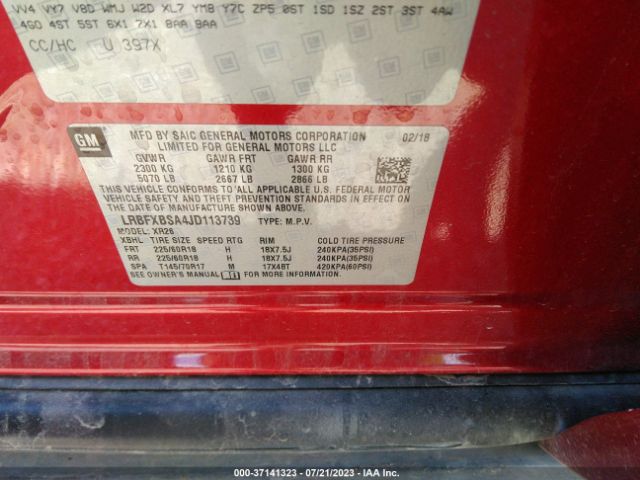 VV4 VY7 V8D WMJ W2D XL7 YM8 Y7C ZP5 0ST 1SD 1SZ 2ST 3ST 4AW
4GO 4ST 5ST 6X1 7X1 8AA 9AA
CC/HC U 397X
GM
MFD BY SAIC GENERAL MOTORS CORPORATION 02/18
LIMITED FOR GENERAL MOTORS LLC
GVWR GAWR FRT GAWR RR
2300 KG 1210 KG 1300 KG
5070 LB 2667 LB 2866 LB
THIS VEHICLE CONFORMS TO ALL APPLICABLE U.S. FEDERAL MOTOR
VEHICLE SAFETY AND THEFT PREVENTION STANDARDS IN EFFECT ON THE
DATE OF MANUFACTURE SHOWN ABOVE.
LRBFXBSA4JD113739 TYPE: M.P.V.
MODEL: XR26
XBHL TIRE SIZE SPEED RTG RIM COLD TIRE PRESSURE
FRT 225/60R18 H 18X7.5J 240KPA(35PSI)
RR 225/60R18 H 18X7.5J 240KPA(35PSI)
SPA T145/70R17 M 17X4BT 420KPA(60PSI)
SEE OWNER'S MANUAL FOR ADDITIONAL INFORMATION
000-37141323 - 07/21/2023 - IAA Inc.